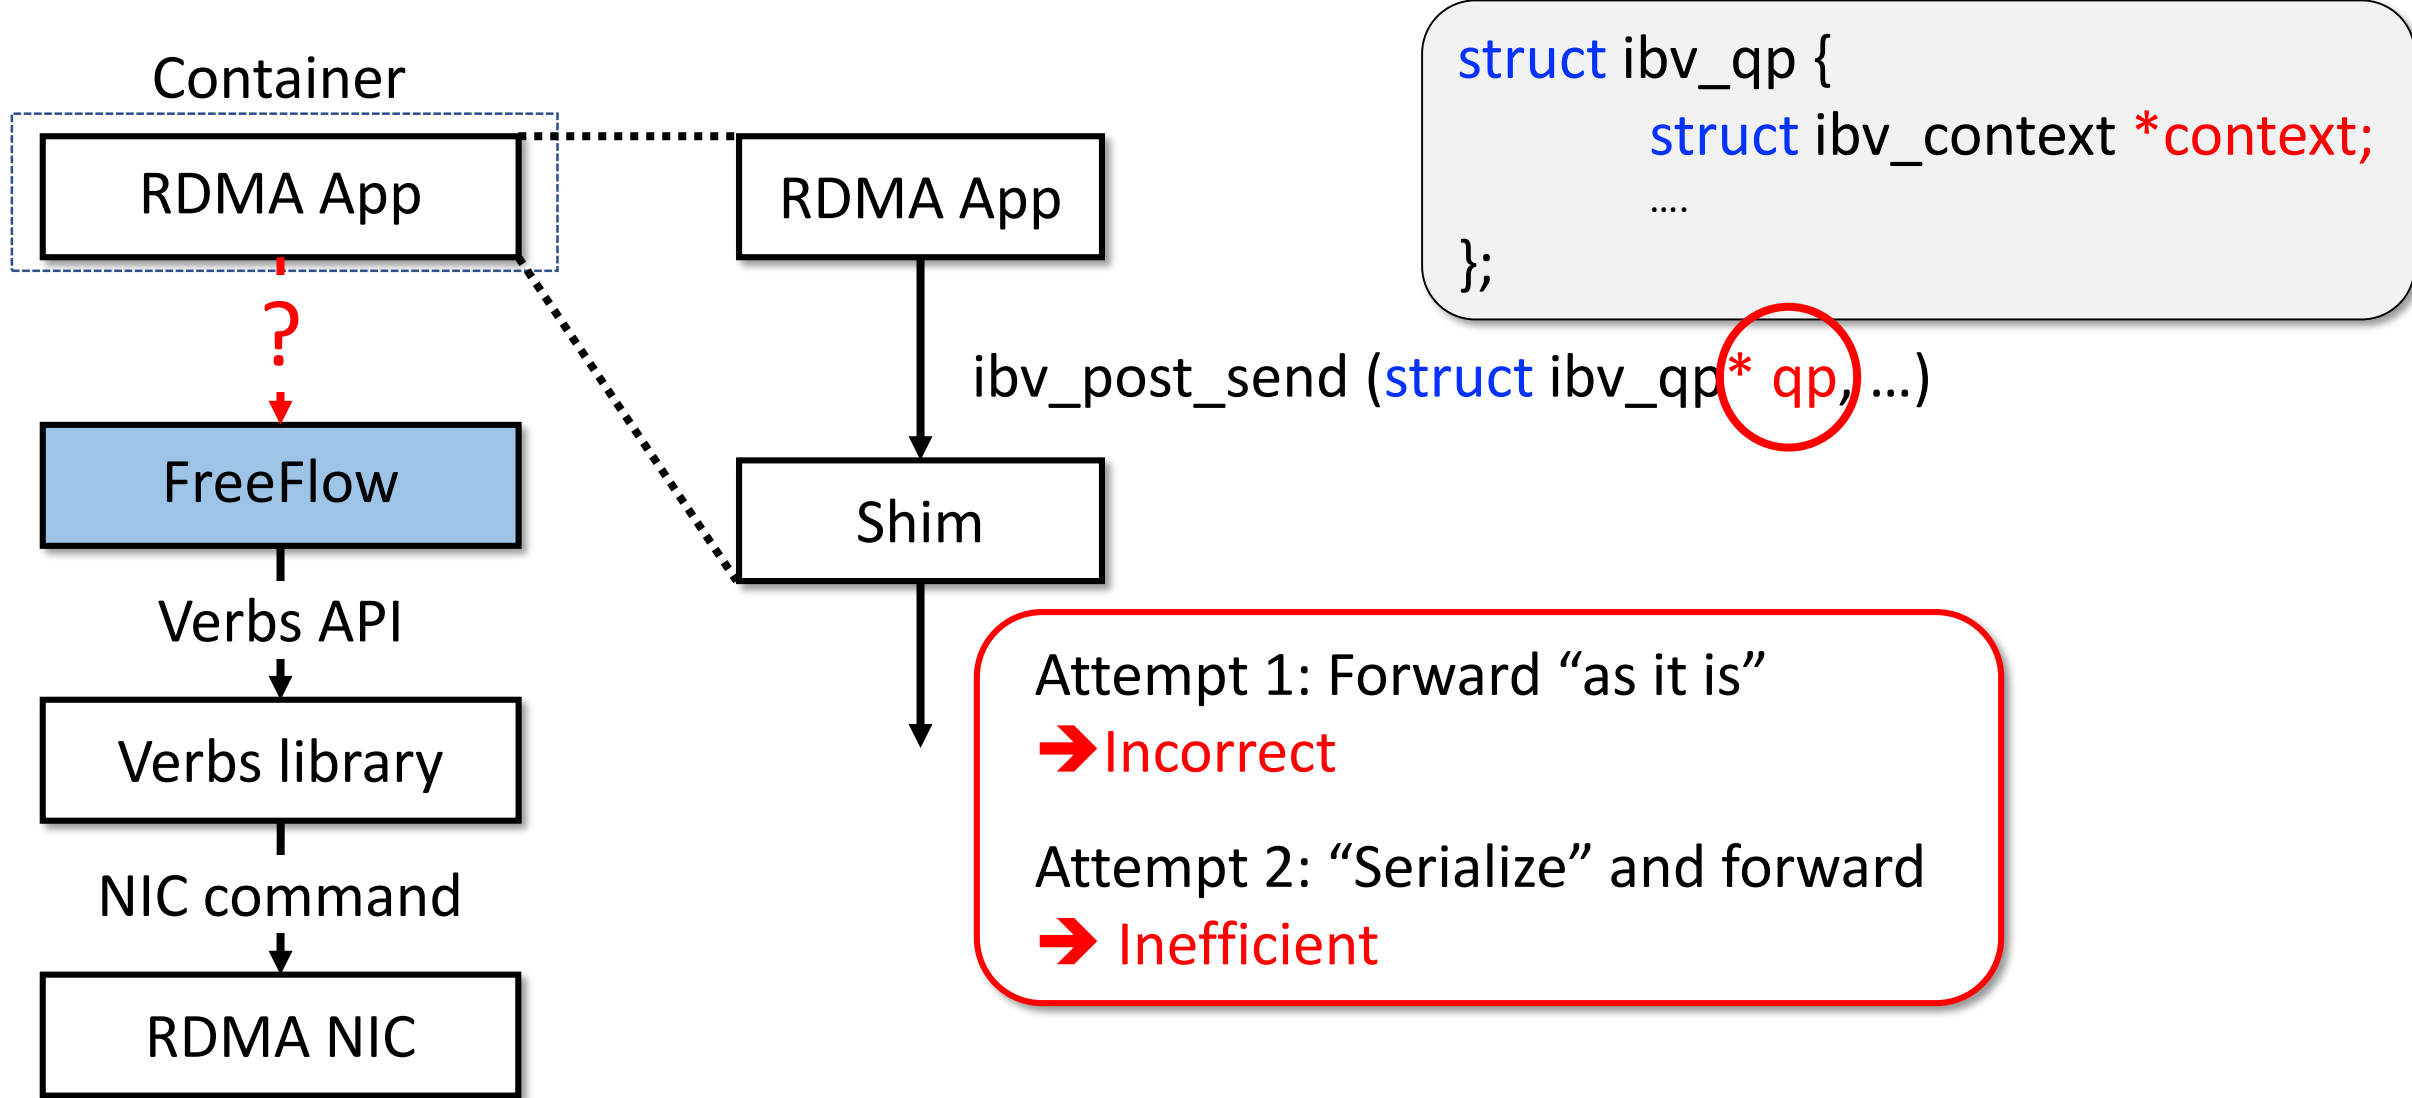 Container
RDMA App
?
FreeFlow
Verbs API
Verbs library
NIC command
RDMA NIC
RDMA App
Shim
struct ibv_qp {
struct ibv_context *context;
....
};
ibv_post_send (struct ibv_qp* qp, ...)
Attempt 1: Forward “as it is”
➔Incorrect
Attempt 2: “Serialize” and forward
➔ Inefficient